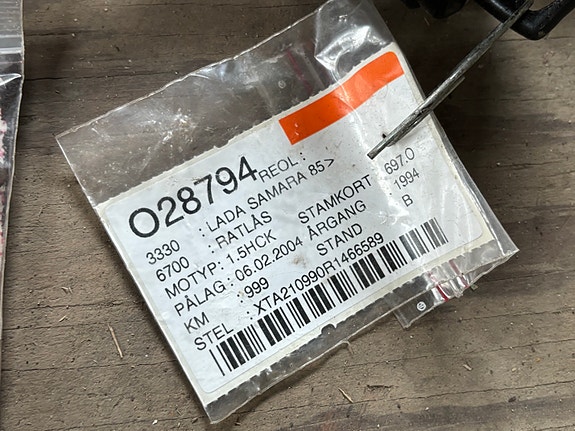 O28794 REOL :
3330 : LADA SAMARA 85>
6700 : RATLÅS STAMKORT 697.0
MOTYP : 1.5HCK ÅRGANG 1994
PÅLAG : 06.02.2004 STAND B
KM : 999
STEL : XTA210990R1466589